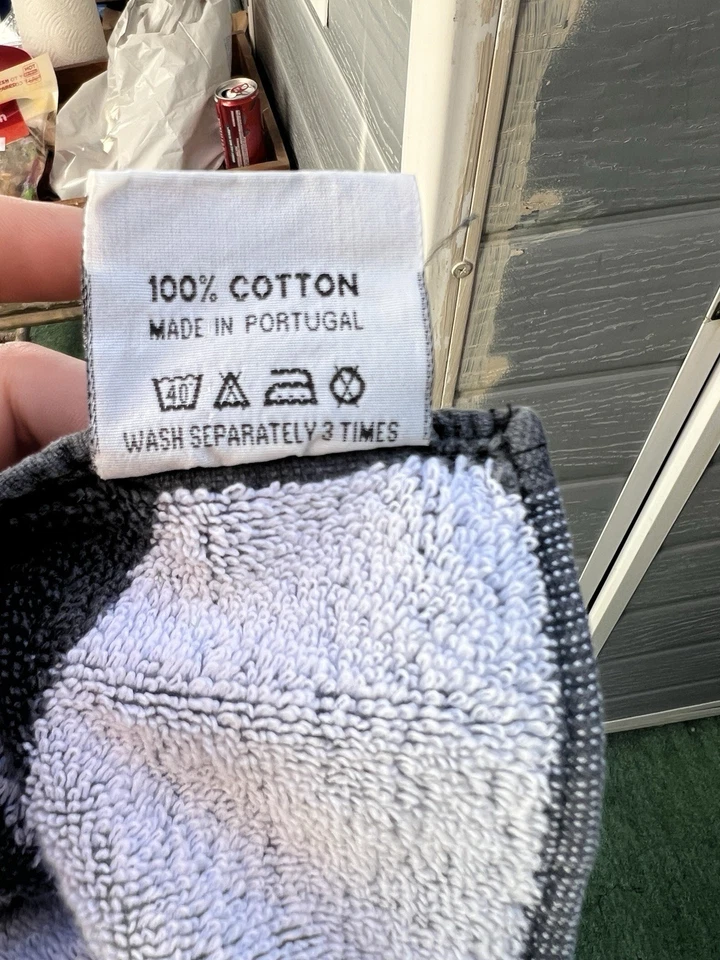 100% COTTON
MADE IN PORTUGAL
40°
WASH SEPARATELY 3 TIMES